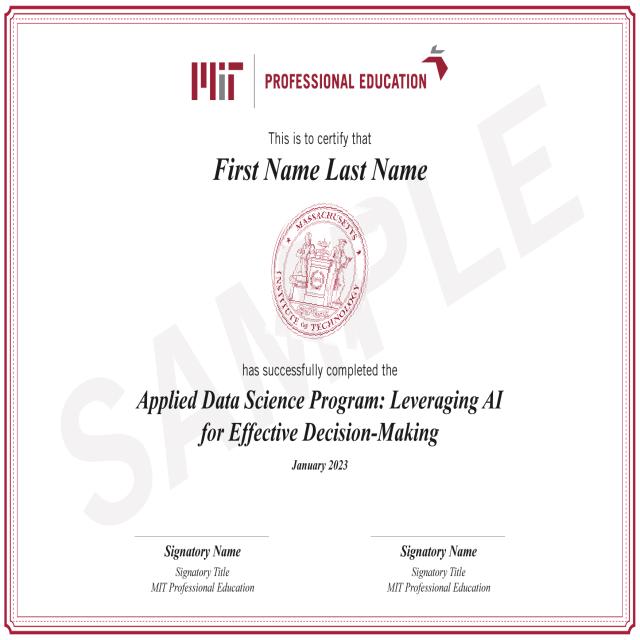 MIT PROFESSIONAL EDUCATION
This is to certify that
First Name Last Name
MASSACHUSETTS
INSTITUTE OF TECHNOLOGY
has successfully completed the
Applied Data Science Program: Leveraging AI
for Effective Decision-Making
January 2023
Signatory Name Signatory Name
Signatory Title Signatory Title
MIT Professional Education MIT Professional Education
SAMPLE